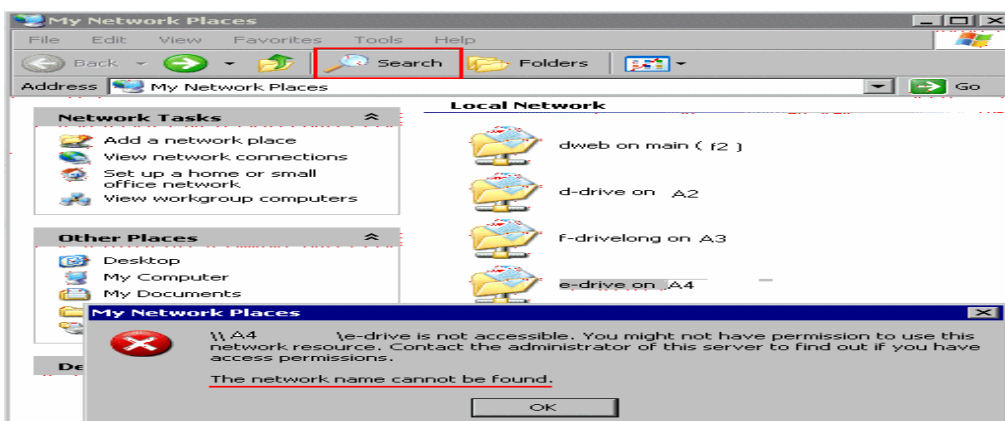 My Network Places
File Edit View Favorites Tools Help
Back Search Folders
Address My Network Places Go
Network Tasks
Add a network place
View network connections
Set up a home or small
office network
View workgroup computers
Other Places
Desktop
My Computer
My Documents
De
Local Network
dweb on main ( f2 )
d-drive on A2
f-drivelong on A3
e-drive on A4
My Network Places
\\ A4 \e-drive is not accessible. You might not have permission to use this
network resource. Contact the administrator of this server to find out if you have
access permissions.
The network name cannot be found.
OK